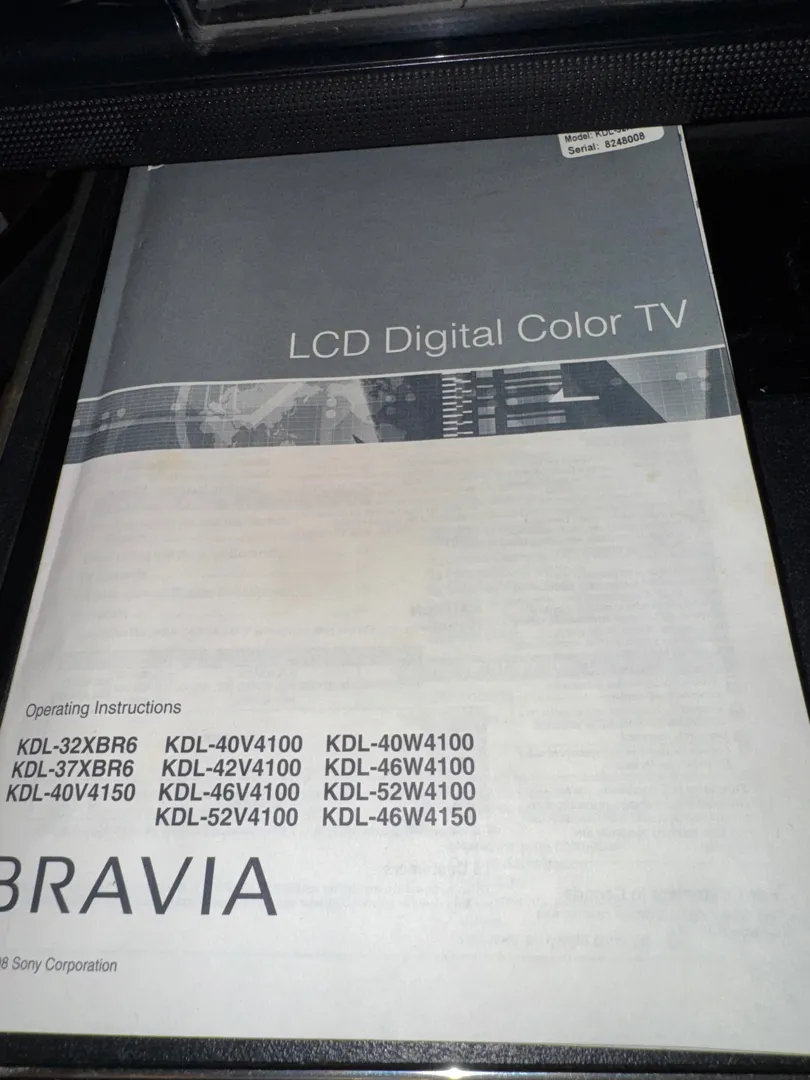 Model: KDL-
Serial: 8248008
LCD Digital Color TV
Operating Instructions
KDL-32XBR6 KDL-40V4100 KDL-40W4100
KDL-37XBR6 KDL-42V4100 KDL-46W4100
KDL-40V4150 KDL-46V4100 KDL-52W4100
KDL-52V4100 KDL-46W4150
BRAVIA
8 Sony Corporation